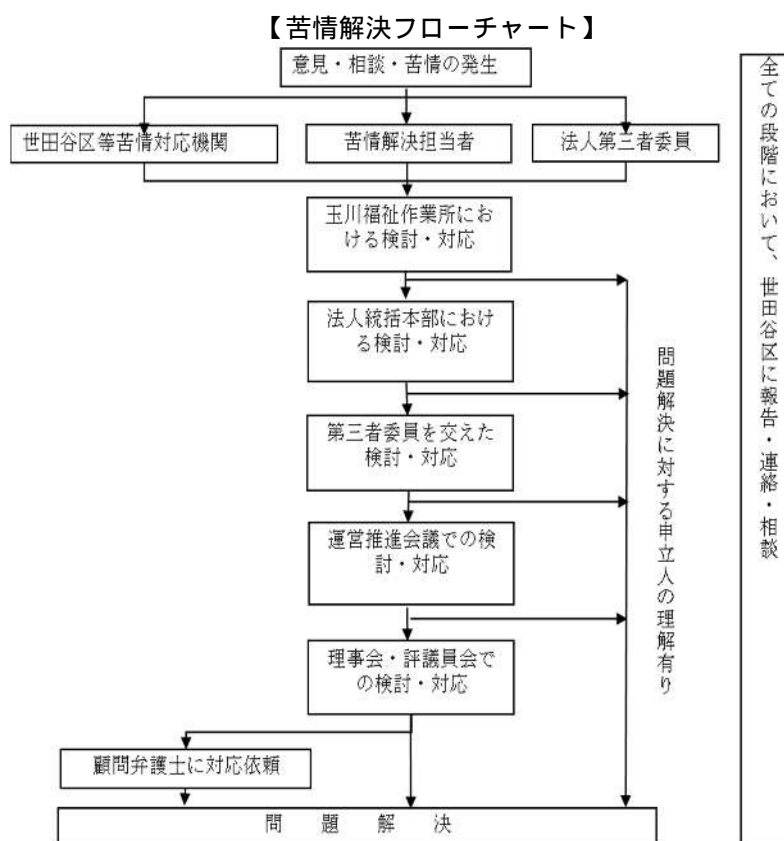 【苦情解決フローチャート】
意見・相談・苦情の発生
世田谷区等苦情対応機関
苦情解決担当者
法人第三者委員
玉川福祉作業所にお
ける検討・対応
法人統括本部におけ
る検討・対応
第三者委員を交えた
検討・対応
運営推進会議での検
討・対応
理事会・評議員会で
の検討・対応
顧問弁護士に対応依頼
問題解決
問題解決に対する申立人の理解有り
全ての段階において、世田谷区に報告・連絡・相談